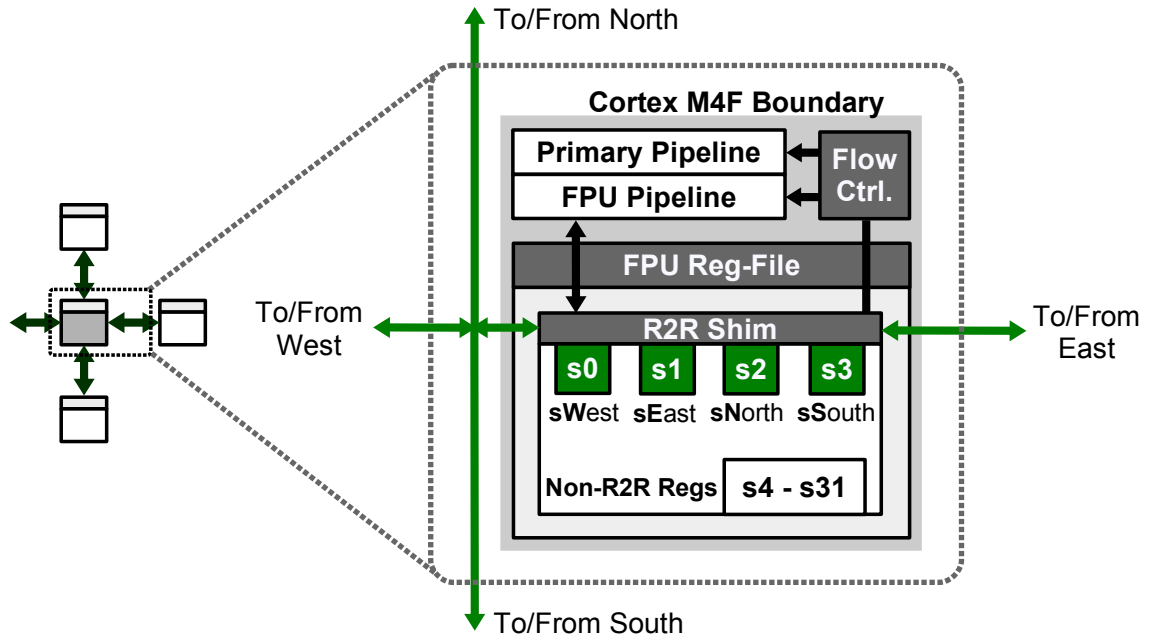 To/From North
Cortex M4F Boundary
Primary Pipeline
FPU Pipeline
Flow
Ctrl.
FPU Reg-File
To/From
West
R2R Shim
To/From
East
s0 s1 s2 s3
sWest sEast sNorth sSouth
Non-R2R Regs s4 - s31
To/From South